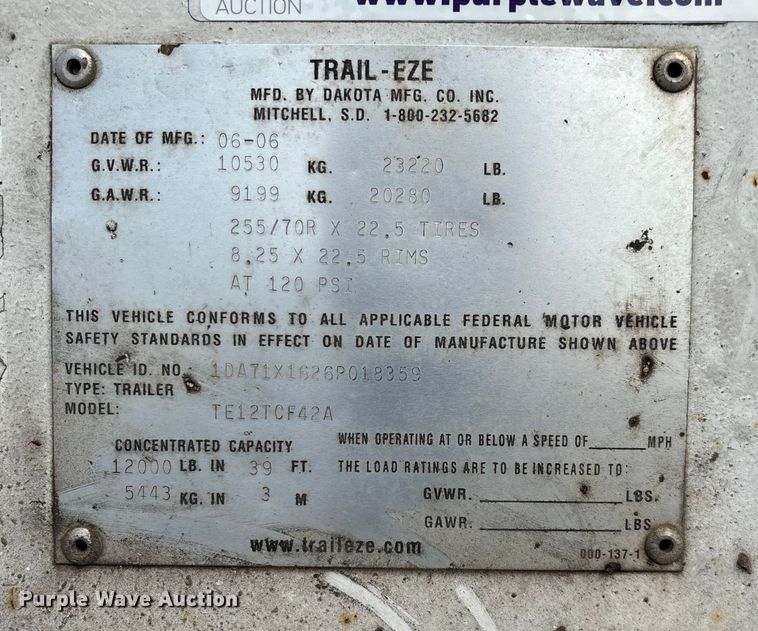 AUCTION www.purplewave.com
TRAIL-EZE
MFD. BY DAKOTA MFG. CO. INC.
MITCHELL, S.D. 1-800-232-5682
DATE OF MFG.: 06-06
G.V.W.R.: 10530 KG. 23220 LB.
G.A.W.R.: 9199 KG. 20280 LB.
255/70R X 22.5 TIRES
8.25 X 22.5 RIMS
AT 120 PSI
THIS VEHICLE CONFORMS TO ALL APPLICABLE FEDERAL MOTOR VEHICLE
SAFETY STANDARDS IN EFFECT ON DATE OF MANUFACTURE SHOWN ABOVE
VEHICLE ID. NO.: 1DA71X1626P018359
TYPE: TRAILER
MODEL: TE12TCF42A
CONCENTRATED CAPACITY
12000 LB. IN 39 FT.
5443 KG. IN 3 M
WHEN OPERATING AT OR BELOW A SPEED OF______MPH
THE LOAD RATINGS ARE TO BE INCREASED TO:
GVWR.______________LBS.
GAWR.______________LBS
www.traileze.com
000-137-1
Purple Wave Auction